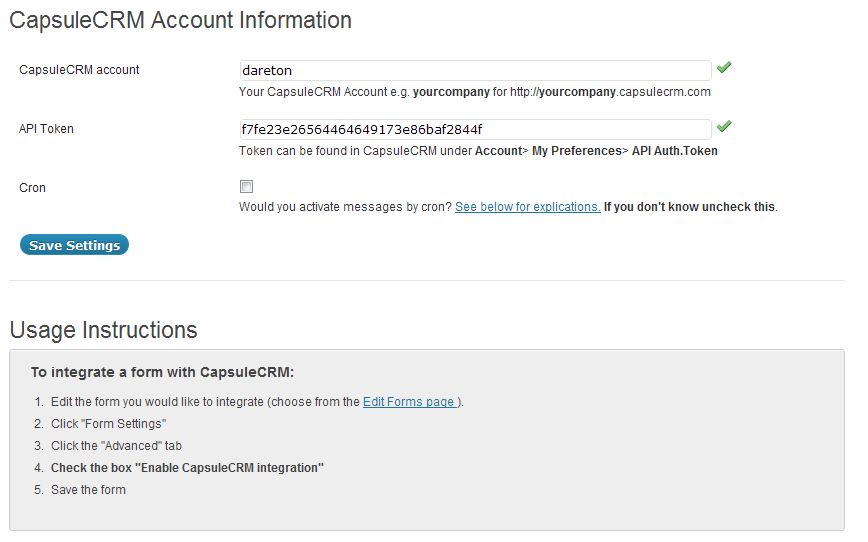 CapsuleCRM Account Information
CapsuleCRM account
dareton
Your CapsuleCRM Account e.g. yourcompany for http://yourcompany.capsulecrm.com
API Token
f7fe23e26564464649173e86baf2844f
Token can be found in CapsuleCRM under Account> My Preferences> API Auth.Token
Cron
Would you activate messages by cron? See below for explications. If you don't know uncheck this.
Save Settings
Usage Instructions
To integrate a form with CapsuleCRM:
1. Edit the form you would like to integrate (choose from the Edit Forms page ).
2. Click "Form Settings"
3. Click the "Advanced" tab
4. Check the box "Enable CapsuleCRM integration"
5. Save the form